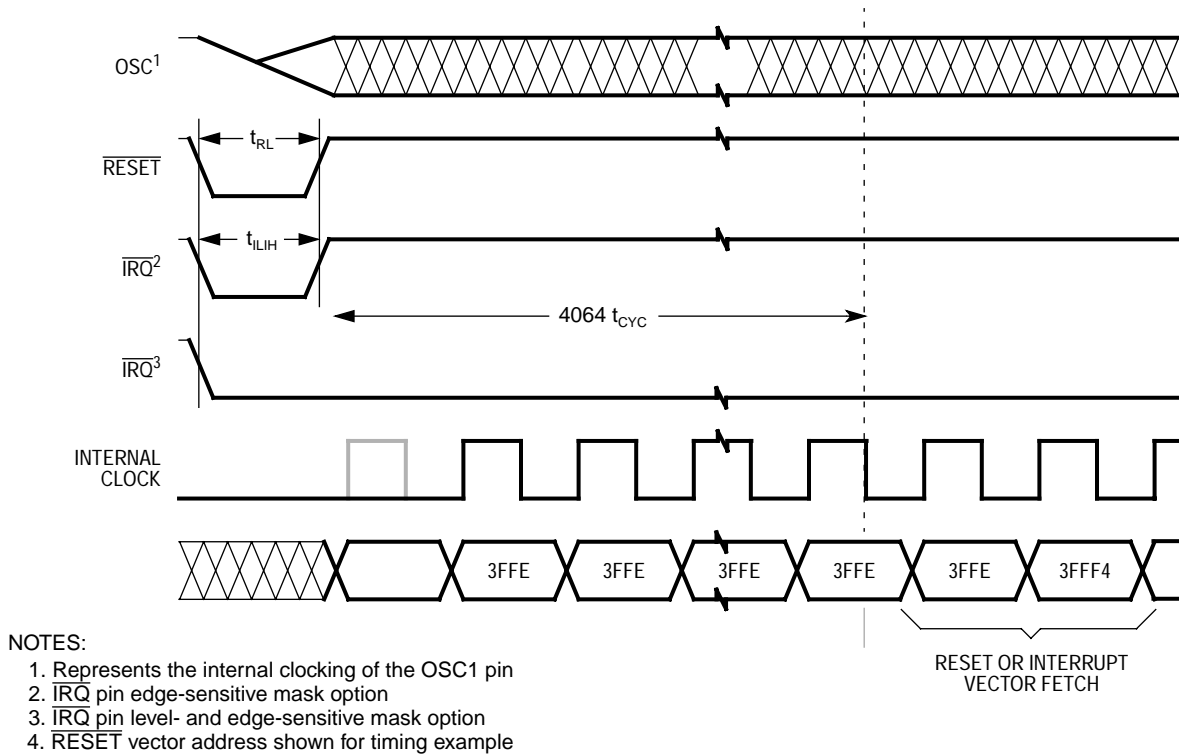 OSC1
tRL
RESET
tILIH
IRQ2
4064 tCYC
IRQ3
INTERNAL
CLOCK
3FFE 3FFE 3FFE 3FFE 3FFE 3FFF4
RESET OR INTERRUPT
VECTOR FETCH
NOTES:
1. Represents the internal clocking of the OSC1 pin
2. IRQ pin edge-sensitive mask option
3. IRQ pin level- and edge-sensitive mask option
4. RESET vector address shown for timing example